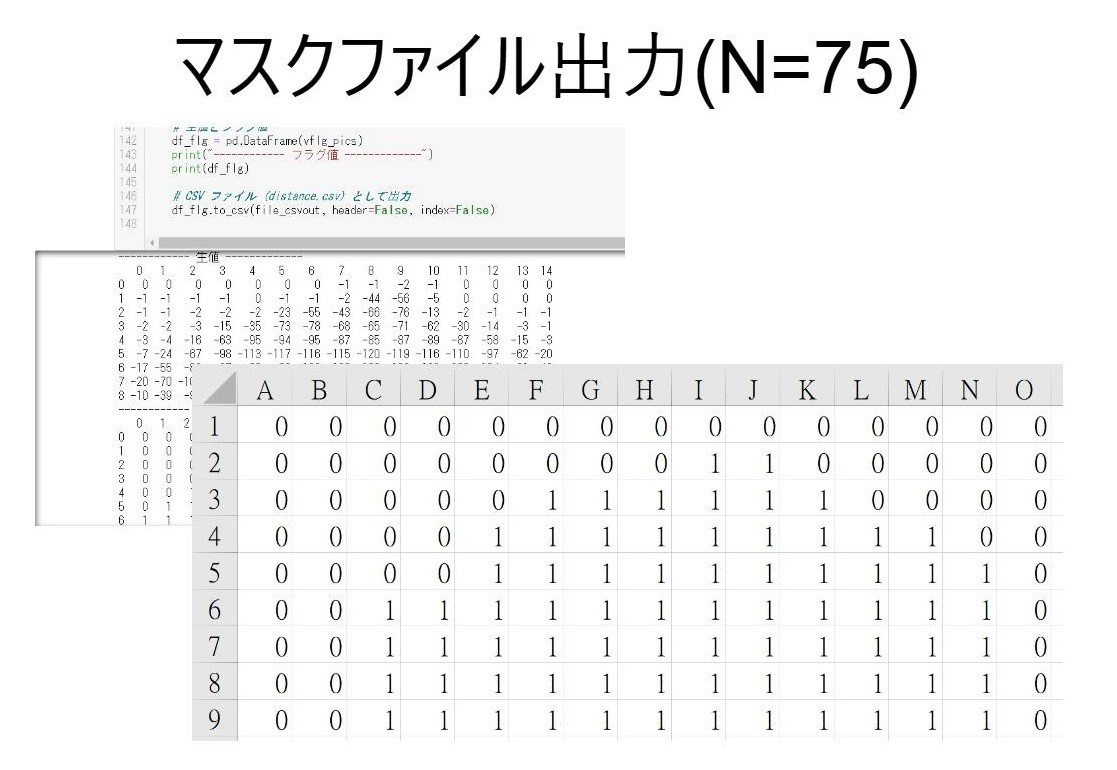 マスクファイル出力(N=75)
142 df_flg = pd.DataFrame(vflg_pics)
143 print("------------ フラグ値 -------------")
144 print(df_flg)
145
146 # CSV ファイル (distance.csv) として出力
147 df_flg.to_csv(file_csvout, header=False, index=False)
148
------------ 生値 -------------
0 1 2 3 4 5 6 7 8 9 10 11 12 13 14
0 0 0 0 0 0 0 0 -1 -1 -2 -1 0 0 0 0
1 -1 -1 -1 -1 0 -1 -1 -2 -44 -56 -5 0 0 0 0
2 -1 -1 -2 -2 -2 -23 -55 -43 -66 -76 -13 -2 -1 -1 -1
3 -2 -2 -3 -15 -35 -73 -78 -68 -65 -71 -62 -30 -14 -3 -1
4 -3 -4 -16 -63 -95 -94 -95 -87 -85 -87 -89 -87 -58 -15 -3
5 -7 -24 -67 -98 -113 -117 -116 -115 -120 -119 -116 -110 -97 -62 -20
6 -17 -55
7 -20 -70
8 -10 -39
------------
0 1 2
0 0 0
1 0 0
2 0 0
3 0 0
4 0 0
5 0 1
6 1 1
A B C D E F G H I J K L M N O
1 0 0 0 0 0 0 0 0 0 0 0 0 0 0 0
2 0 0 0 0 0 0 0 0 1 1 0 0 0 0 0
3 0 0 0 0 0 1 1 1 1 1 1 0 0 0 0
4 0 0 0 0 1 1 1 1 1 1 1 1 1 0 0
5 0 0 0 0 1 1 1 1 1 1 1 1 1 1 0
6 0 0 1 1 1 1 1 1 1 1 1 1 1 1 0
7 0 0 1 1 1 1 1 1 1 1 1 1 1 1 0
8 0 0 1 1 1 1 1 1 1 1 1 1 1 1 0
9 0 0 1 1 1 1 1 1 1 1 1 1 1 1 0